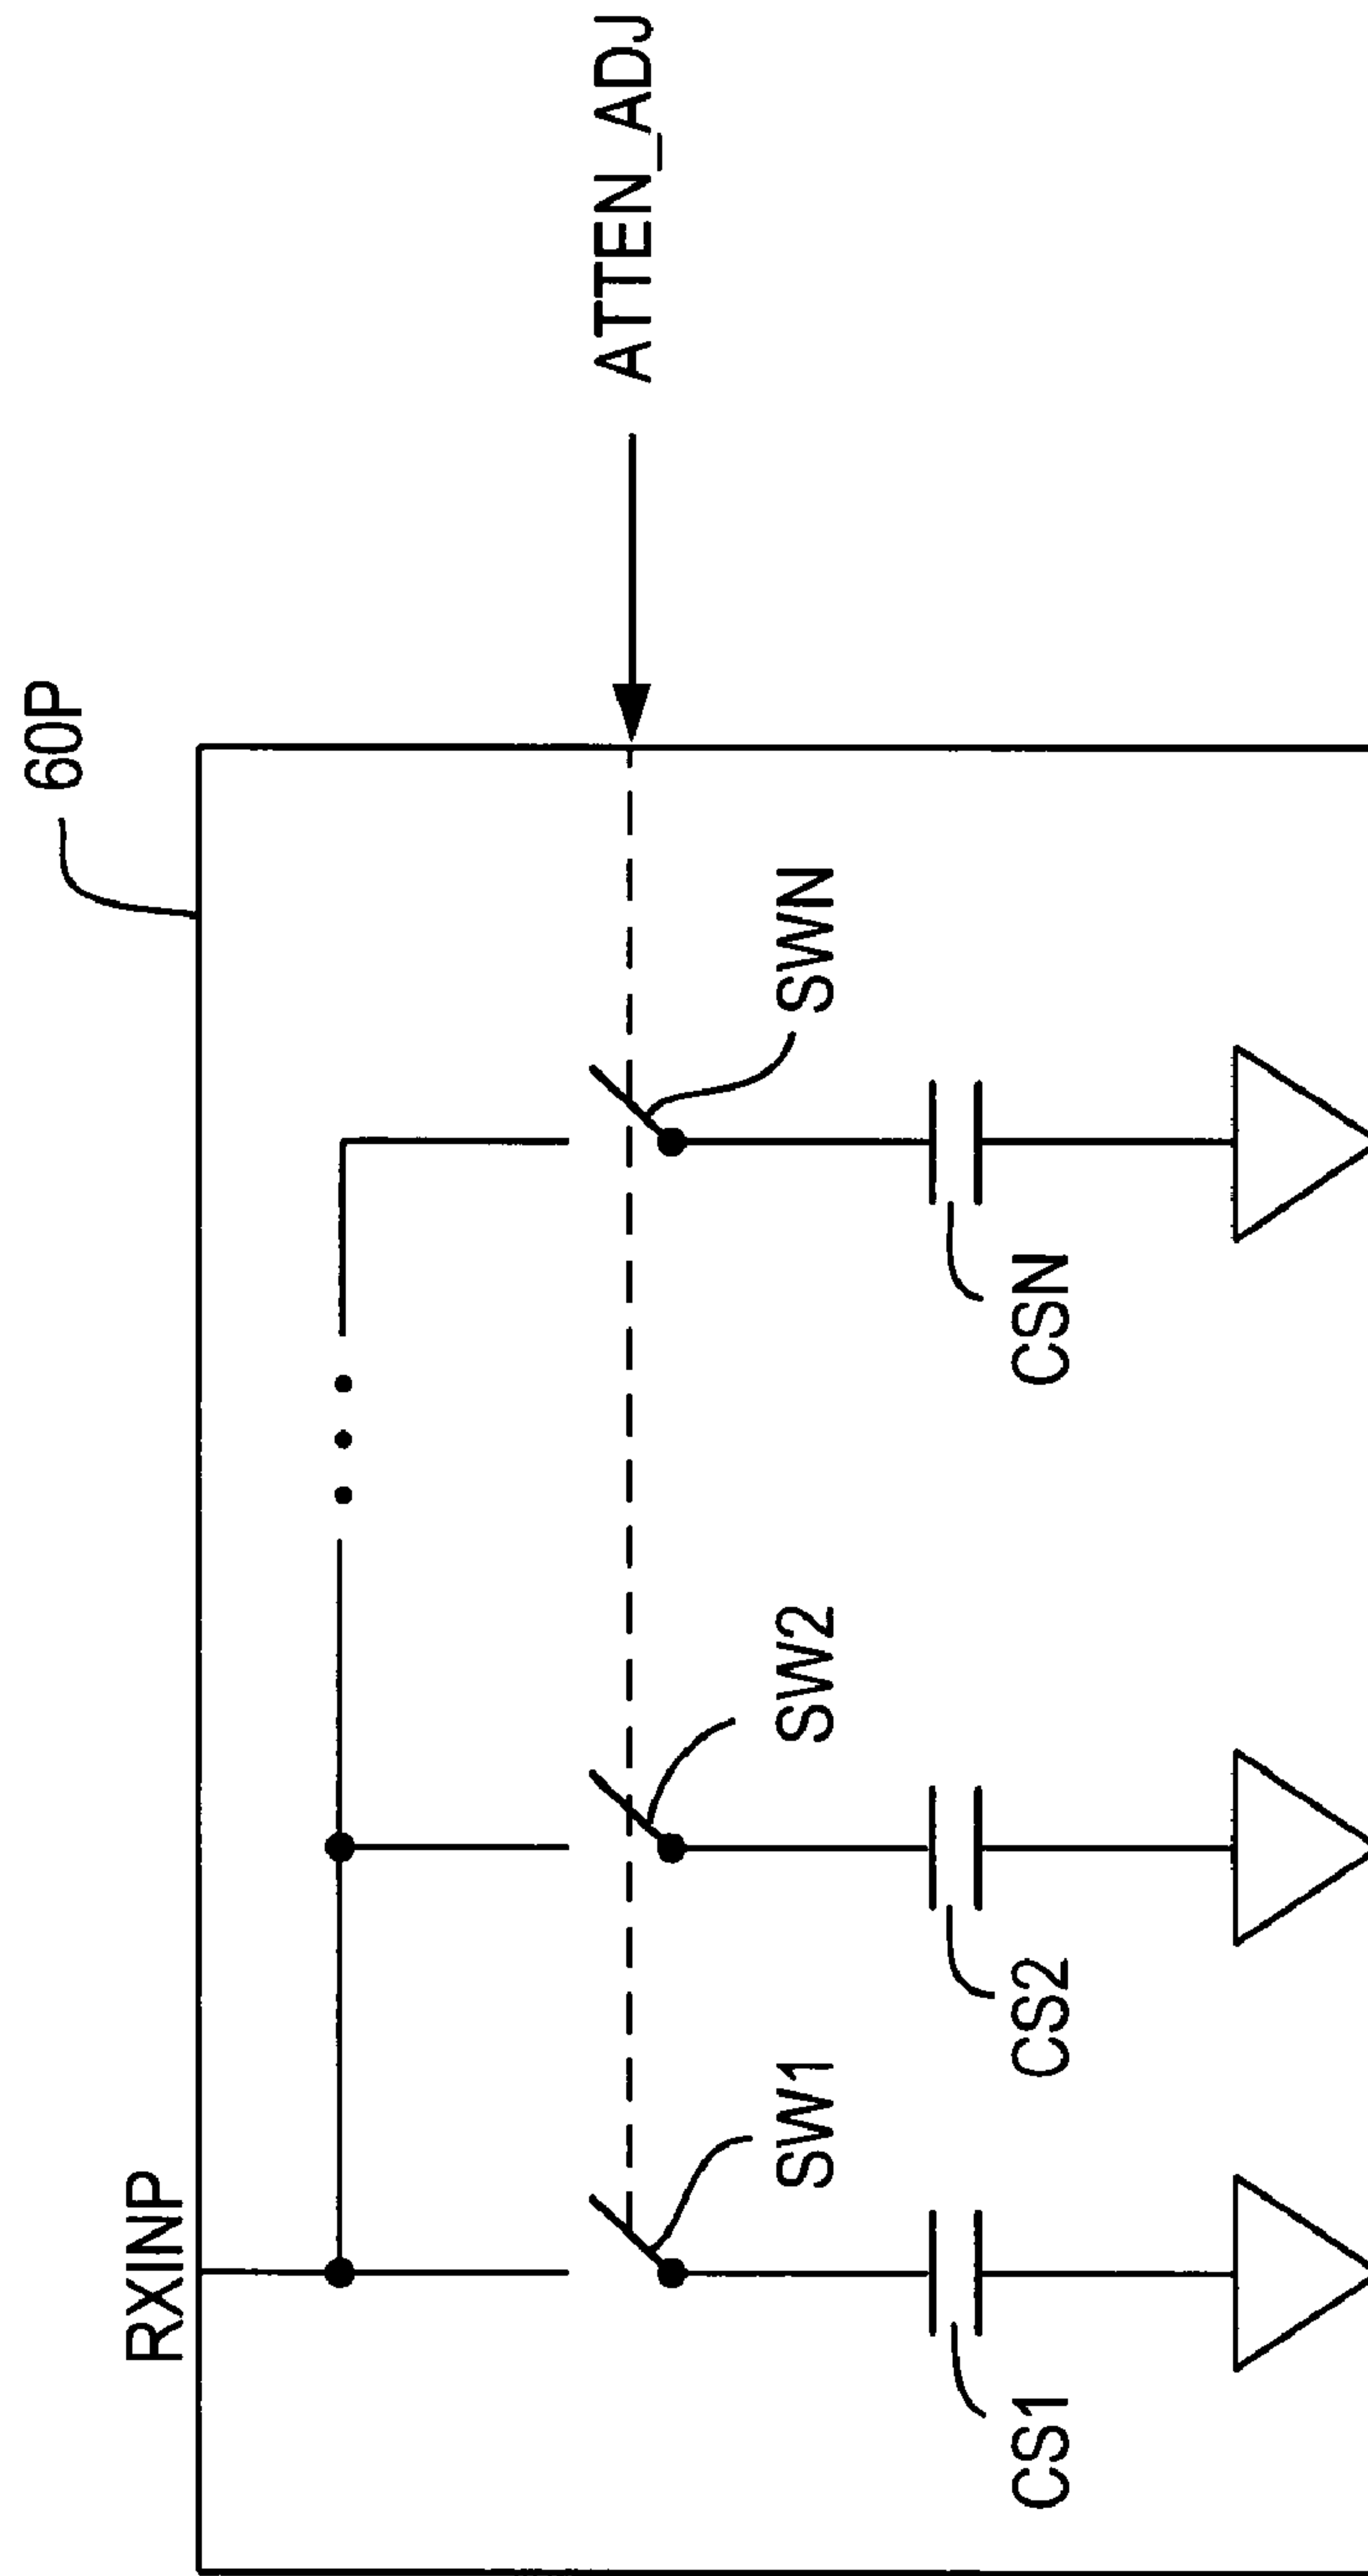 60P
RXINP
ATTEN_ADJ
SW1
SW2
SWN
CS1
CS2
CSN